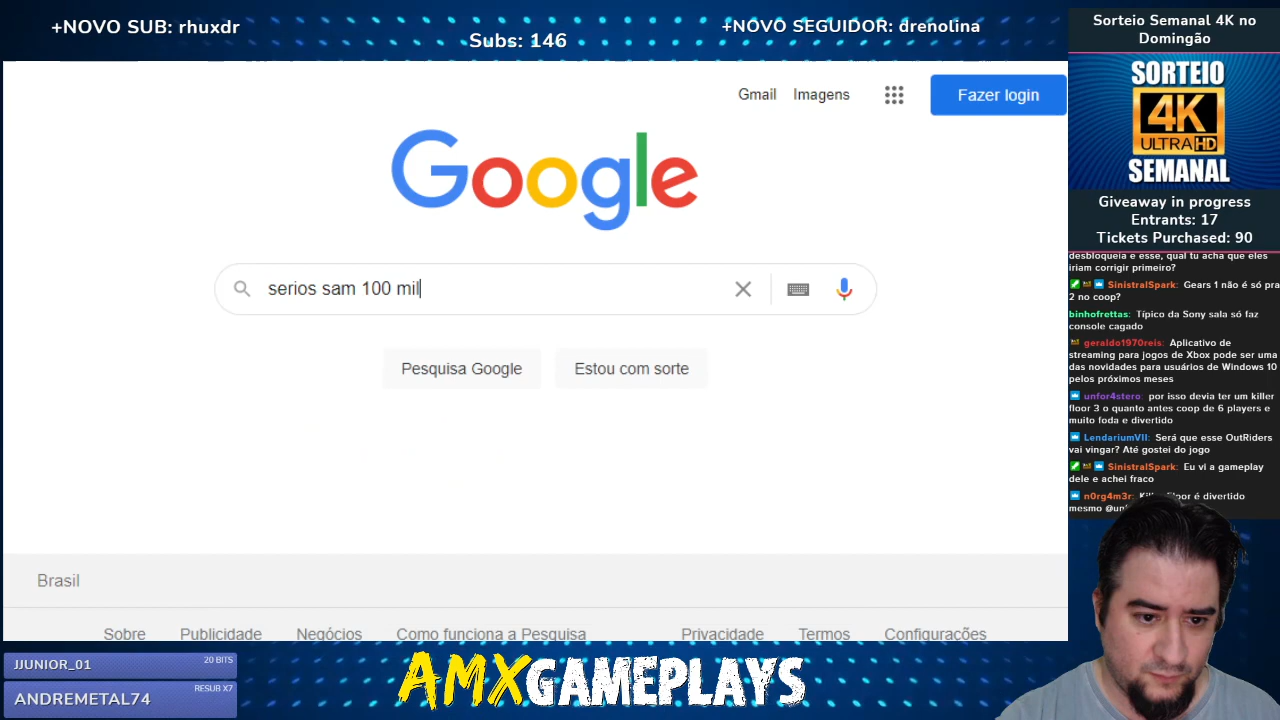 +NOVO SUB: rhuxdr
Subs: 146
+NOVO SEGUIDOR: drenolina
Sorteio Semanal 4K no
Domingão
SORTEIO
4K
ULTRA HD
SEMANAL
Giveaway in progress
Entrants: 17
Tickets Purchased: 90
Gmail
Imagens
Fazer login
Google
serios sam 100 mil
Pesquisa Google
Estou com sorte
Brasil
Sobre
Publicidade
Negócios
Como funciona a Pesquisa
Privacidade
Termos
Configurações
desbloqueia e esse, qual tu acha que eles
iriam corrigir primeiro?
SinistralSpark: Gears 1 não é só pra
2 no coop?
binhofrettas: Típico da Sony sala só faz
console cagado
geraldo1970reis: Aplicativo de
streaming para jogos de Xbox pode ser uma
das novidades para usuários de Windows 10
pelos próximos meses
unfor4stero: por isso devia ter um killer
floor 3 o quanto antes coop de 6 players e
muito foda e divertido
LendariumVII: Será que esse OutRiders
vai vingar? Até gostei do jogo
SinistralSpark: Eu vi a gameplay
dele e achei fraco
n0rg4m3r: é divertido
mesmo
JJUNIOR_01
20 BITS
ANDREMETAL74
RESUB X7
AMXGAMEPLAYS